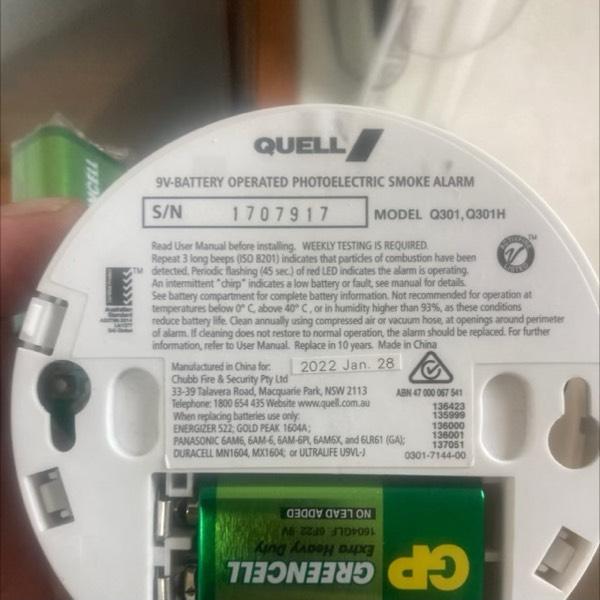 QUELL
9V-BATTERY OPERATED PHOTOELECTRIC SMOKE ALARM
S/N 1707917 MODEL Q301,Q301H
Read User Manual before installing. WEEKLY TESTING IS REQUIRED.
Repeat 3 long beeps (ISO 8201) indicates that particles of combustion have been
detected. Periodic flashing (45 sec.) of red LED indicates the alarm is operating.
An intermittent "chirp" indicates a low battery or fault, see manual for details.
See battery compartment for complete battery information. Not recommended for operation at
temperatures below 0° C, above 40° C , or in humidity higher than 93%, as these conditions
reduce battery life. Clean annually using compressed air or vacuum hose, at openings around perimeter
of alarm. If cleaning does not restore to normal operation, the alarm should be replaced. For further
information, refer to User Manual. Replace in 10 years. Made in China
TM
Australian
Standard
TM
Manufactured in China for: 2022 Jan. 28
Chubb Fire & Security Pty Ltd
33-39 Talavera Road, Macquarie Park, NSW 2113
Telephone: 1800 654 435 Website www.quell.com.au
When replacing batteries use only:
ENERGIZER 522; GOLD PEAK 1604A;
PANASONIC 6AM6, 6AM-6, 6AM-6PI, 6AM6X, and 6LR61 (GA);
DURACELL MN1604, MX1604; or ULTRALIFE U9VL-J
ABN 47 000 067 541
136423
135999
136000
136001
137051
0301-7144-00
GP
GREENCELL
Extra Heavy Duty
1604GLF 6F22 9V
NO LEAD ADDED